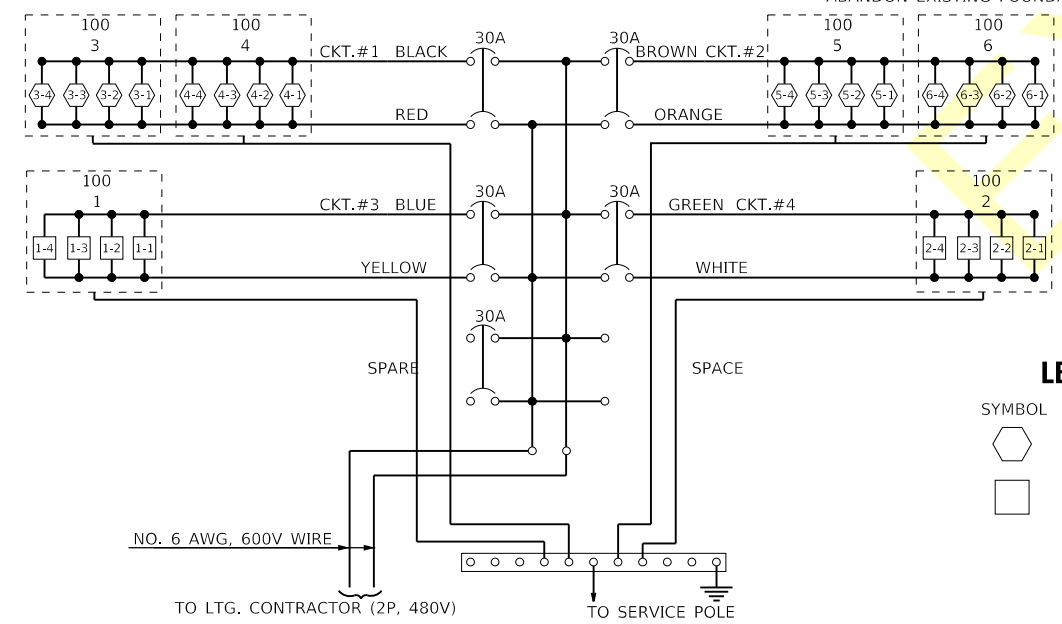 100
3
100
4
30A
30A
100
5
100
6
CKT.#1 BLACK
BROWN CKT.#2
3-4
3-3
3-2
3-1
4-4
4-3
4-2
4-1
5-4
5-3
5-2
5-1
6-4
6-3
6-2
6-1
RED
ORANGE
100
1
30A
30A
100
2
CKT.#3 BLUE
GREEN CKT.#4
1-4
1-3
1-2
1-1
2-4
2-3
2-2
2-1
YELLOW
WHITE
30A
SPARE
SPACE
SYMBOL
NO. 6 AWG, 600V WIRE
TO LTG. CONTRACTOR (2P, 480V)
TO SERVICE POLE